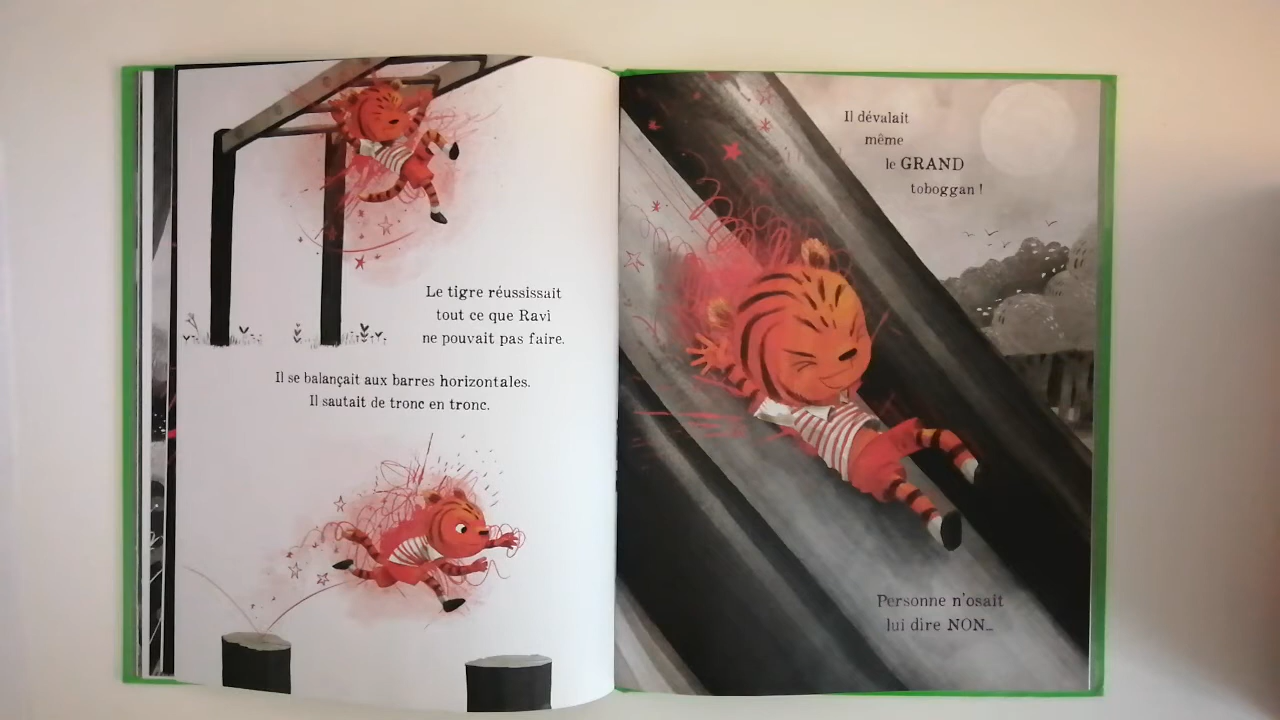 Le tigre réussissait
tout ce que Ravi
ne pouvait pas faire.
Il se balançait aux barres horizontales.
Il sautait de tronc en tronc.
Il dévalait
même
le GRAND
toboggan !
Personne n'osait
lui dire NON...